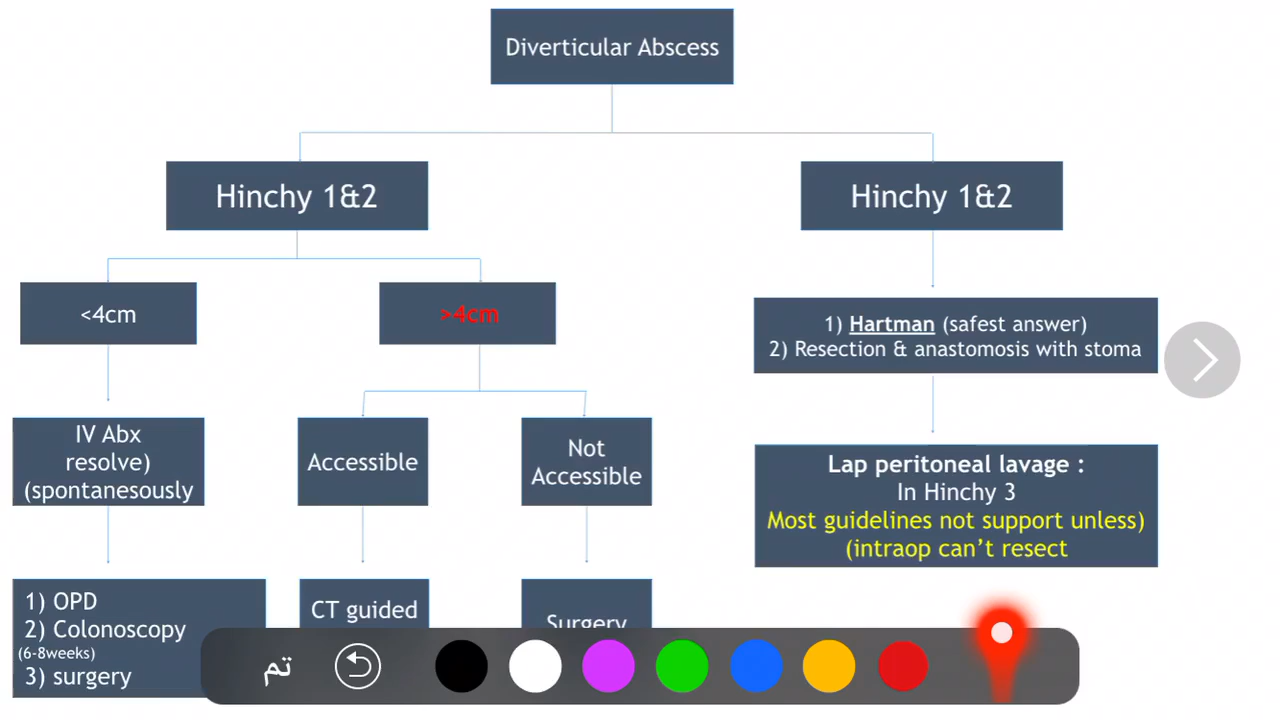 Diverticular Abscess
Hinchy 1&2
Hinchy 1&2
<4cm
>4cm
1) Hartman (safest answer)
2) Resection & anastomosis with stoma
IV Abx
resolve)
(spontanesously
Accessible
Not
Accessible
Lap peritoneal lavage :
In Hinchy 3
Most guidelines not support unless)
(intraop can’t resect
1) OPD
2) Colonoscopy
(6-8weeks)
3) surgery
CT guided
Surgery
تم